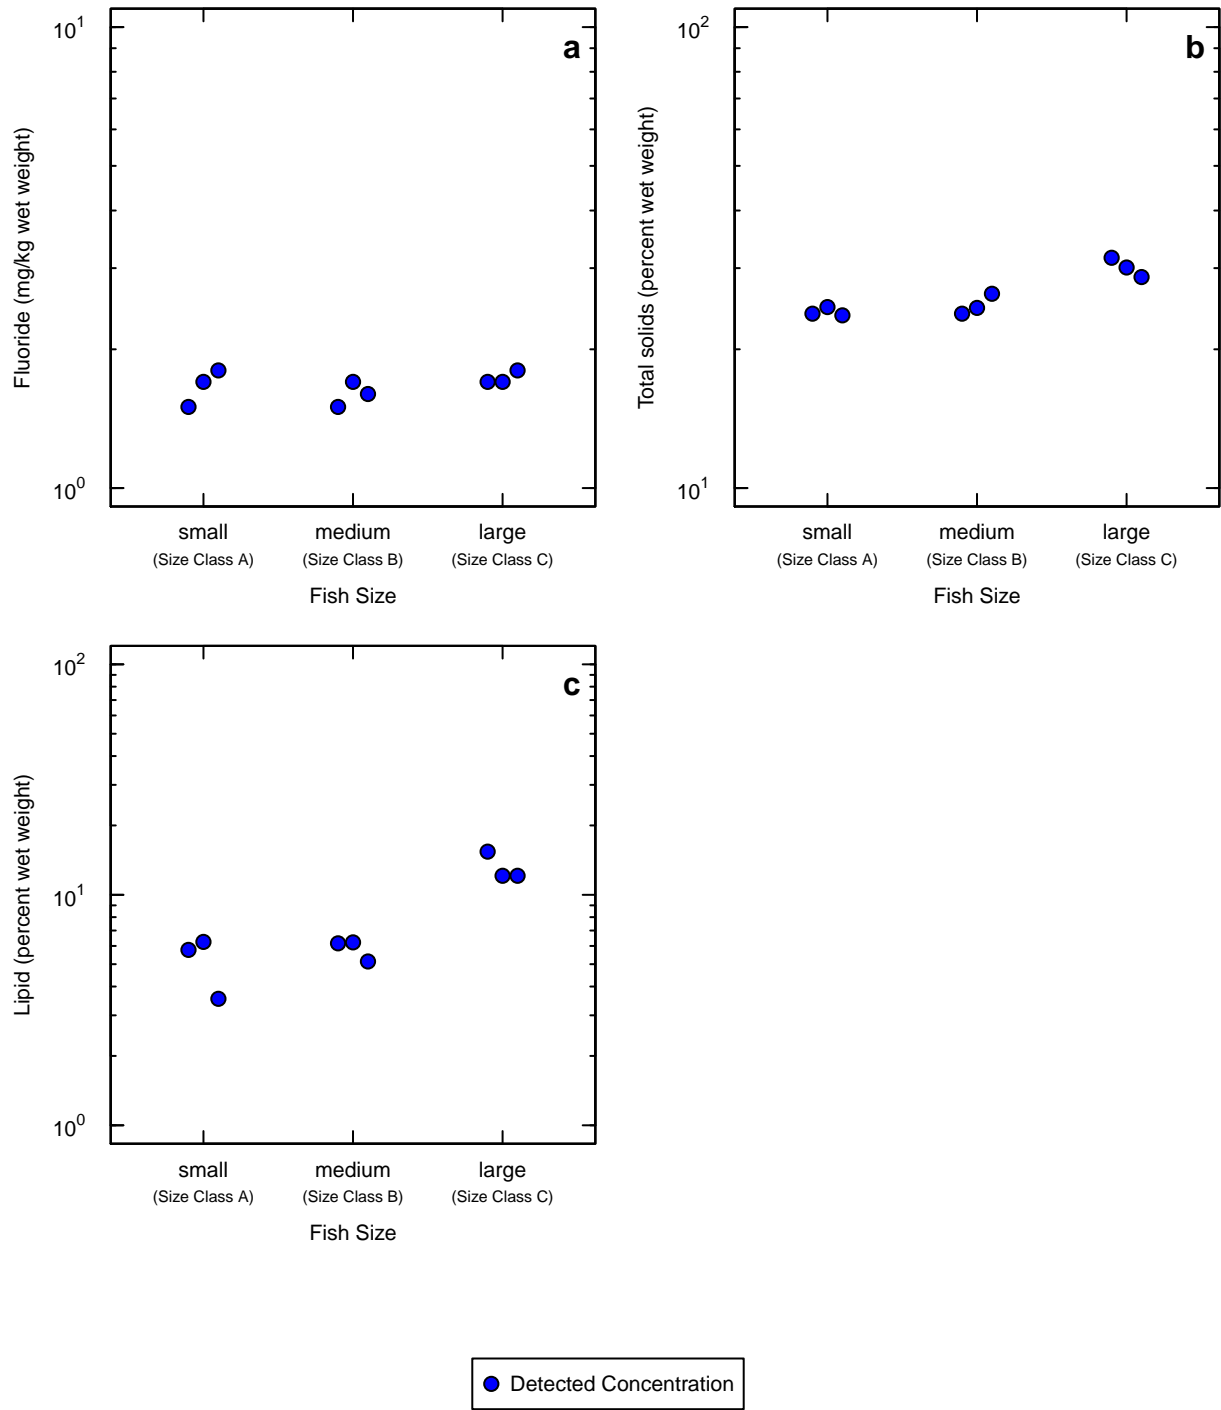 10^1
a
Fluoride (mg/kg wet weight)
10^0
small
medium
large
(Size Class A)
(Size Class B)
(Size Class C)
Fish Size
10^2
b
Total solids (percent wet weight)
10^1
small
medium
large
(Size Class A)
(Size Class B)
(Size Class C)
Fish Size
10^2
c
Lipid (percent wet weight)
10^1
10^0
small
medium
large
(Size Class A)
(Size Class B)
(Size Class C)
Fish Size
Detected Concentration